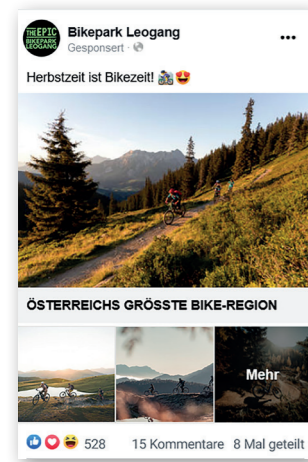 THE EPIC
BIKEPARK
LEOGANG
Bikepark Leogang
Gesponsert ·
Herbstzeit ist Bikezeit!
ÖSTERREICHS GRÖSSTE BIKE-REGION
Mehr
528 15 Kommentare 8 Mal geteilt